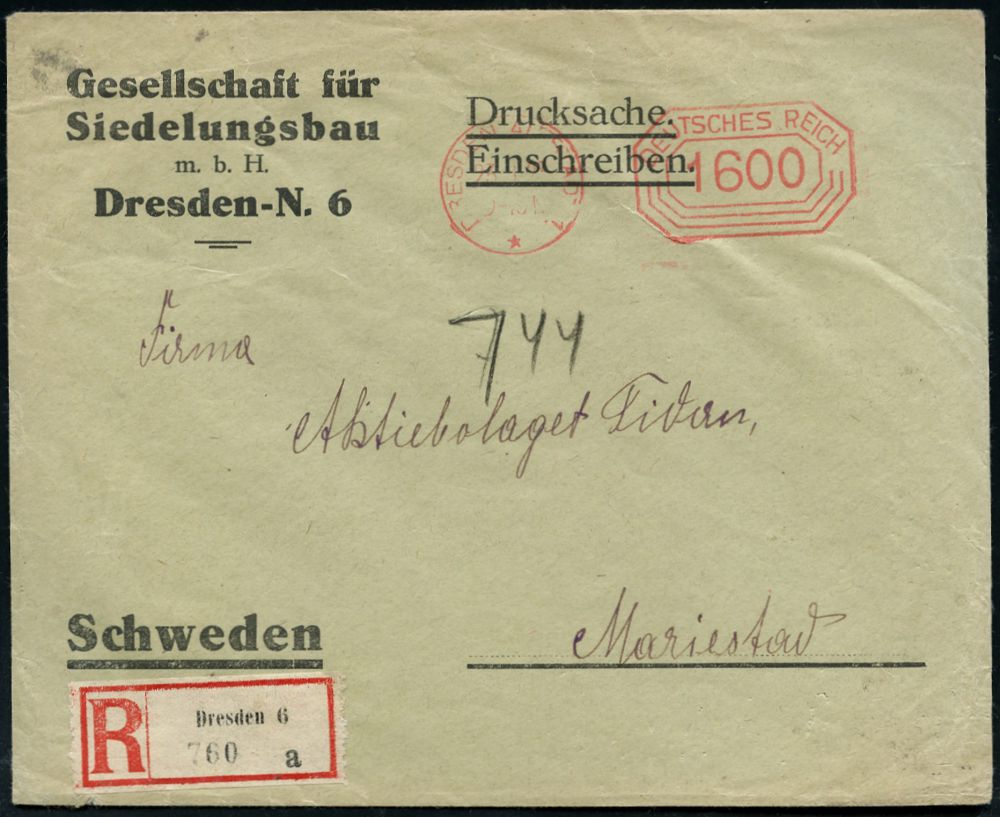 Gesellschaft für
Siedelungsbau
m. b. H.
Dresden-N. 6
Drucksache.
Einschreiben.
DRESDEN
DEUTSCHES REICH
1600
744
Firma
Aktiebolaget Tidan,
Mariestad
Schweden
R
Dresden 6
760 a